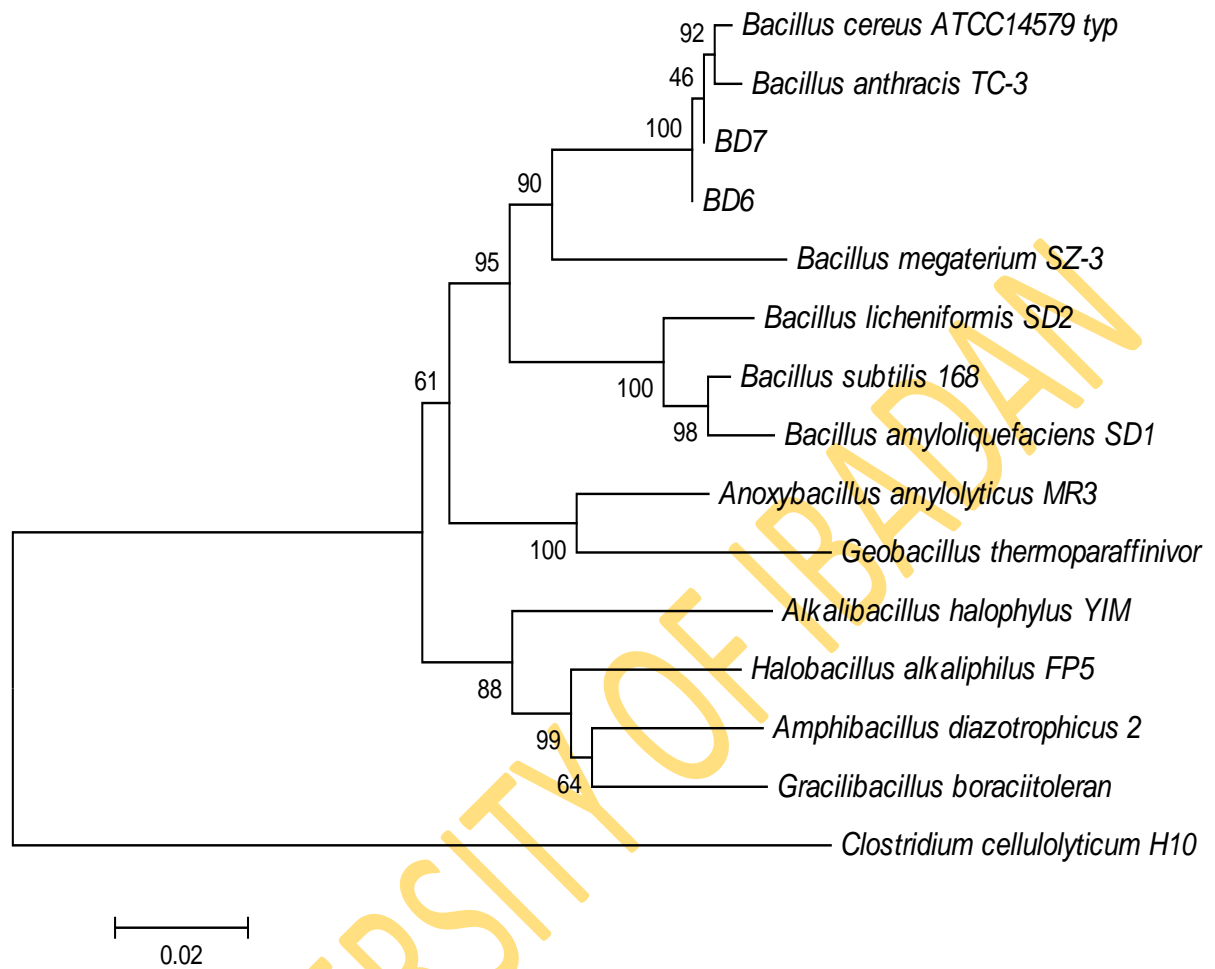 92
Bacillus cereus ATCC14579 typ
46
Bacillus anthracis TC-3
100
BD7
90
BD6
95
Bacillus megaterium SZ-3
Bacillus licheniformis SD2
61
100
Bacillus subtilis 168
98
Bacillus amyloliquefaciens SD1
Anoxybacillus amylolyticus MR3
100
Geobacillus thermoparaffinivor
Alkalibacillus halophylus YIM
88
Halobacillus alkaliphilus FP5
99
Amphibacillus diazotrophicus 2
64
Gracilibacillus boraciitoleran
Clostridium cellulolyticum H10
0.02
ERSITY OF IBADAN